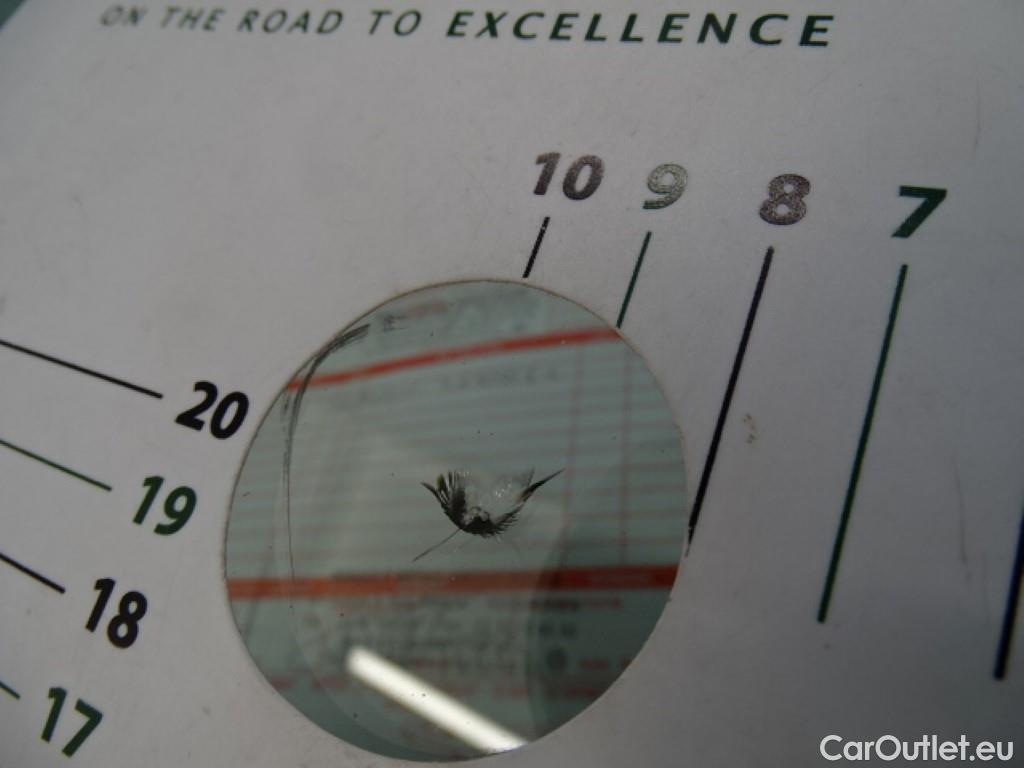 ON THE ROAD TO EXCELLENCE
10 9 8 7
20
19
18
17
CarOutlet.eu